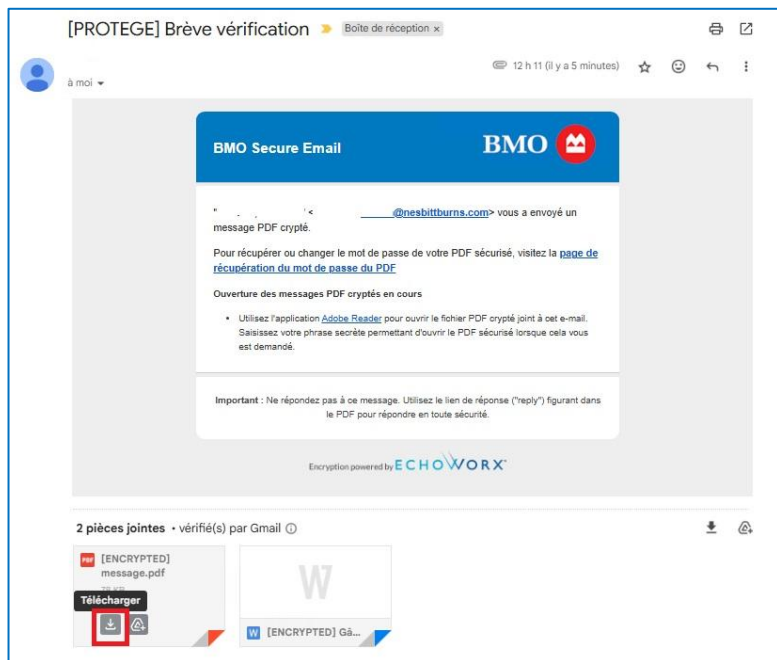 [PROTEGE] Brève vérification Boîte de réception ×
12 h 11 (il y a 5 minutes)
à moi
BMO Secure Email BMO
" < @nesbittburns.com> vous a envoyé un
message PDF crypté.
Pour récupérer ou changer le mot de passe de votre PDF sécurisé, visitez la page de
récupération du mot de passe du PDF
Ouverture des messages PDF cryptés en cours
• Utilisez l'application Adobe Reader pour ouvrir le fichier PDF crypté joint à cet e-mail.
Saisissez votre phrase secrète permettant d'ouvrir le PDF sécurisé lorsque cela vous
est demandé.
Important : Ne répondez pas à ce message. Utilisez le lien de réponse ("reply") figurant dans
le PDF pour répondre en toute sécurité.
Encryption powered by ECHOWORX
2 pièces jointes • vérifié(s) par Gmail
PDF [ENCRYPTED]
message.pdf
Télécharger
W
W [ENCRYPTED] Gâ...